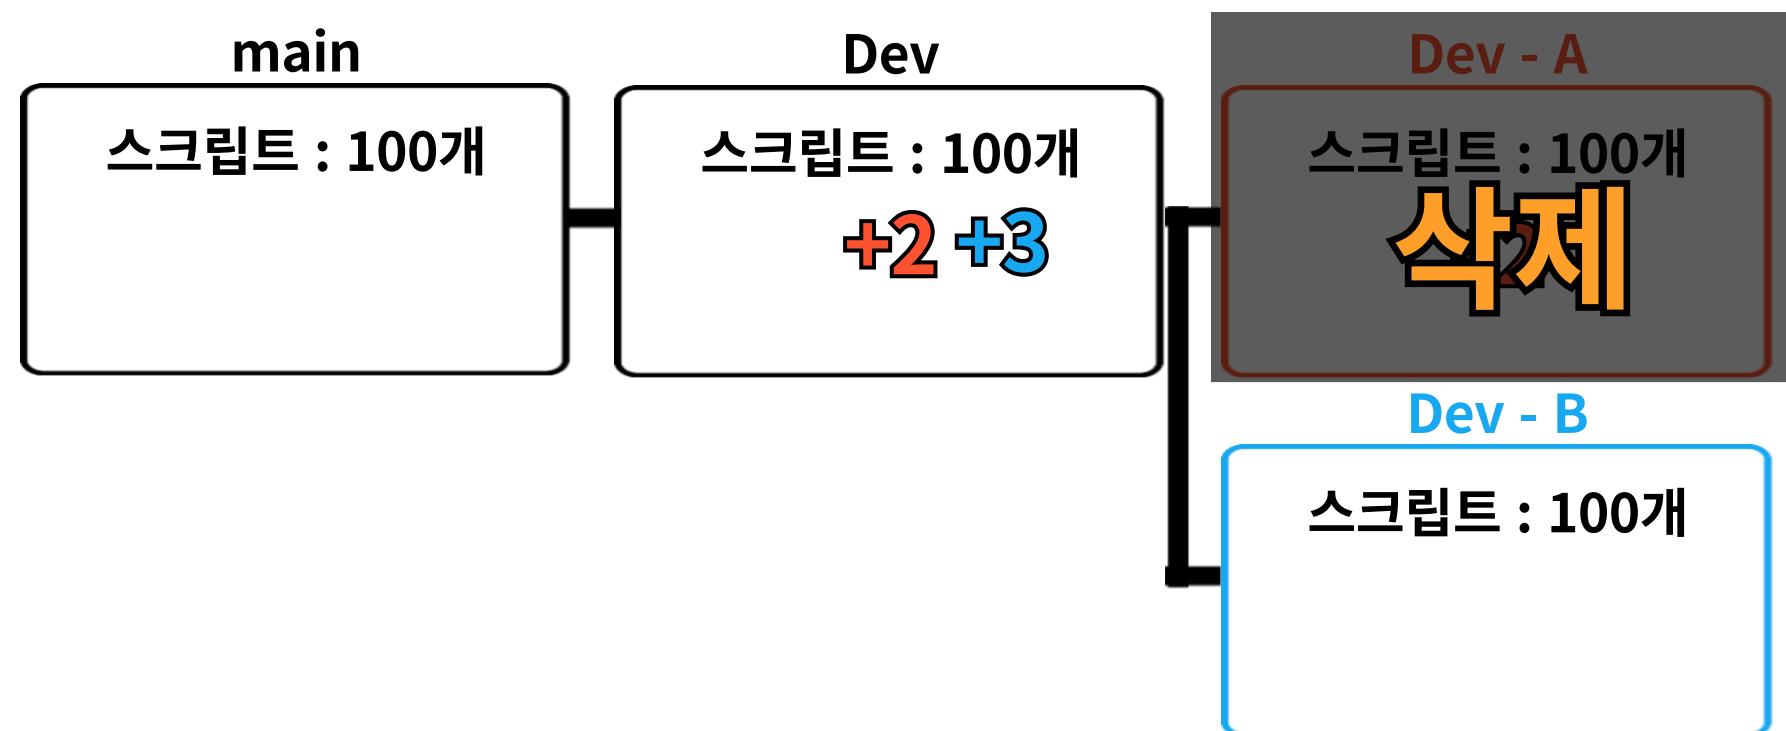 main
스크립트 : 100개
Dev
스크립트 : 100개
+2 +3
Dev - A
스크립트 : 100개
삭제
Dev - B
스크립트 : 100개